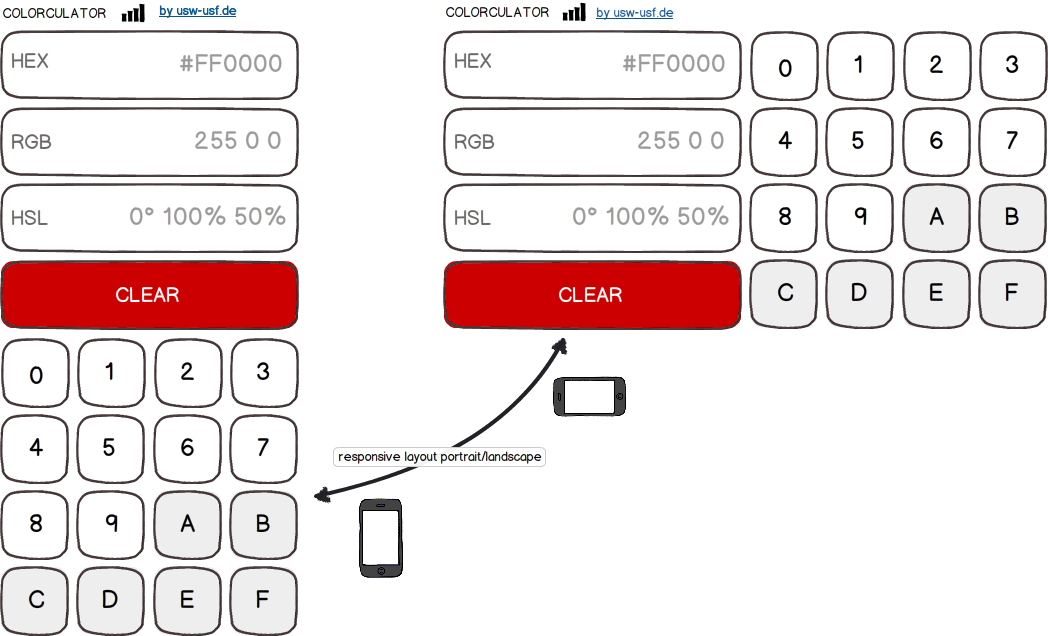 COLORCULATOR by usw-usf.de
HEX #FF0000
RGB 255 0 0
HSL 0° 100% 50%
CLEAR
0 1 2 3
4 5 6 7
8 9 A B
C D E F
COLORCULATOR by usw-usf.de
HEX #FF0000
RGB 255 0 0
HSL 0° 100% 50%
CLEAR
0 1 2 3
4 5 6 7
8 9 A B
C D E F
responsive layout portrait/landscape